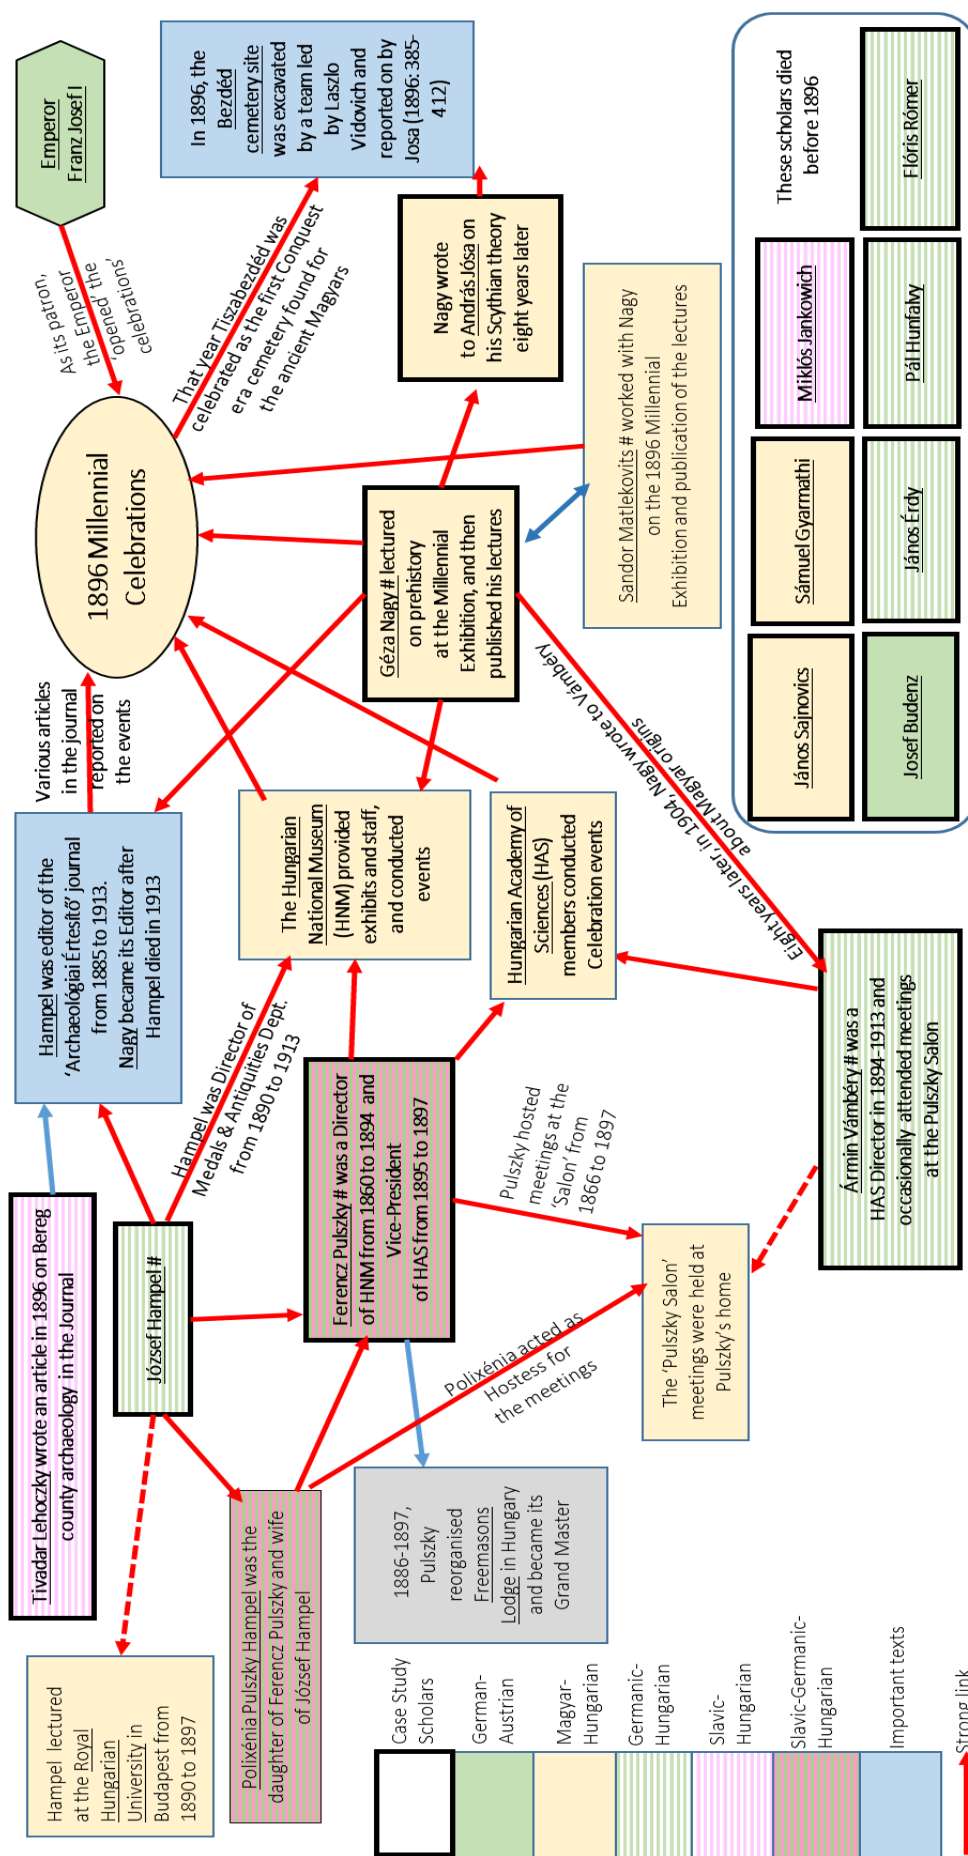 Hampel lectured
at the Royal
Hungarian
University in
Budapest from
1890 to 1897
Tivadar Lehoczky wrote an article in 1896 on Bereg
county archaeology in the Journal
József Hampel #
Polixénia Pulszky Hampel was the
daughter of Ferencz Pulszky and wife
of József Hampel
Hampel was editor of the
‘Archaeológiai Értesítő’ journal
from 1885 to 1913.
Nagy became its Editor after
Hampel died in 1913
Various articles
in the journal
reported on
the events
1896 Millennial
Celebrations
As its patron,
the Emperor
‘opened’ the
celebrations’
Emperor
Franz Josef I
That year Tiszabezdéd was
celebrated as the first Conquest
era cemetery found for
the ancient Magyars
In 1896, the
Bezdéd
cemetery site
was excavated
by a team led
by Laszlo
Vidovich and
reported on by
Josa (1896: 385-
412)
Hampel was Director of
Medals & Antiquities Dept.
from 1890 to 1913
The Hungarian
National Museum
(HNM) provided
exhibits and staff,
and conducted
events
Ferencz Pulszky # was a Director
of HNM from 1860 to 1894 and
Vice-President
of HAS from 1895 to 1897
Géza Nagy # lectured
on prehistory
at the Millennial
Exhibition, and then
published his lectures
Nagy wrote
to András Jósa on
his Scythian theory
eight years later
Hungarian Academy of
Sciences (HAS)
members conducted
Celebration events
1886-1897,
Pulszky
reorganised
Freemasons
Lodge in Hungary
and became its
Grand Master
Polixénia acted as
Hostess for
the meetings
Pulszky hosted
meetings at the
‘Salon’ from
1866 to 1897
The ‘Pulszky Salon’
meetings were held at
Pulszky's home
Eight years later, in 1904, Nagy wrote to Vámbéry
about Magyar origins
Sandor Matlekovits # worked with Nagy
on the 1896 Millennial
Exhibition and publication of the lectures
Ármin Vámbéry # was a
HAS Director in 1894-1913 and
occasionally attended meetings
at the Pulszky Salon
János Sajnovics
Sámuel Gyarmathi
Miklós Jankowich
These scholars died
before 1896
Josef Budenz
János Érdy
Pál Hunfalvy
Flóris Rómer
Case Study
Scholars
German-
Austrian
Magyar-
Hungarian
Germanic-
Hungarian
Slavic-
Hungarian
Slavic-Germanic-
Hungarian
Important texts
Strong link